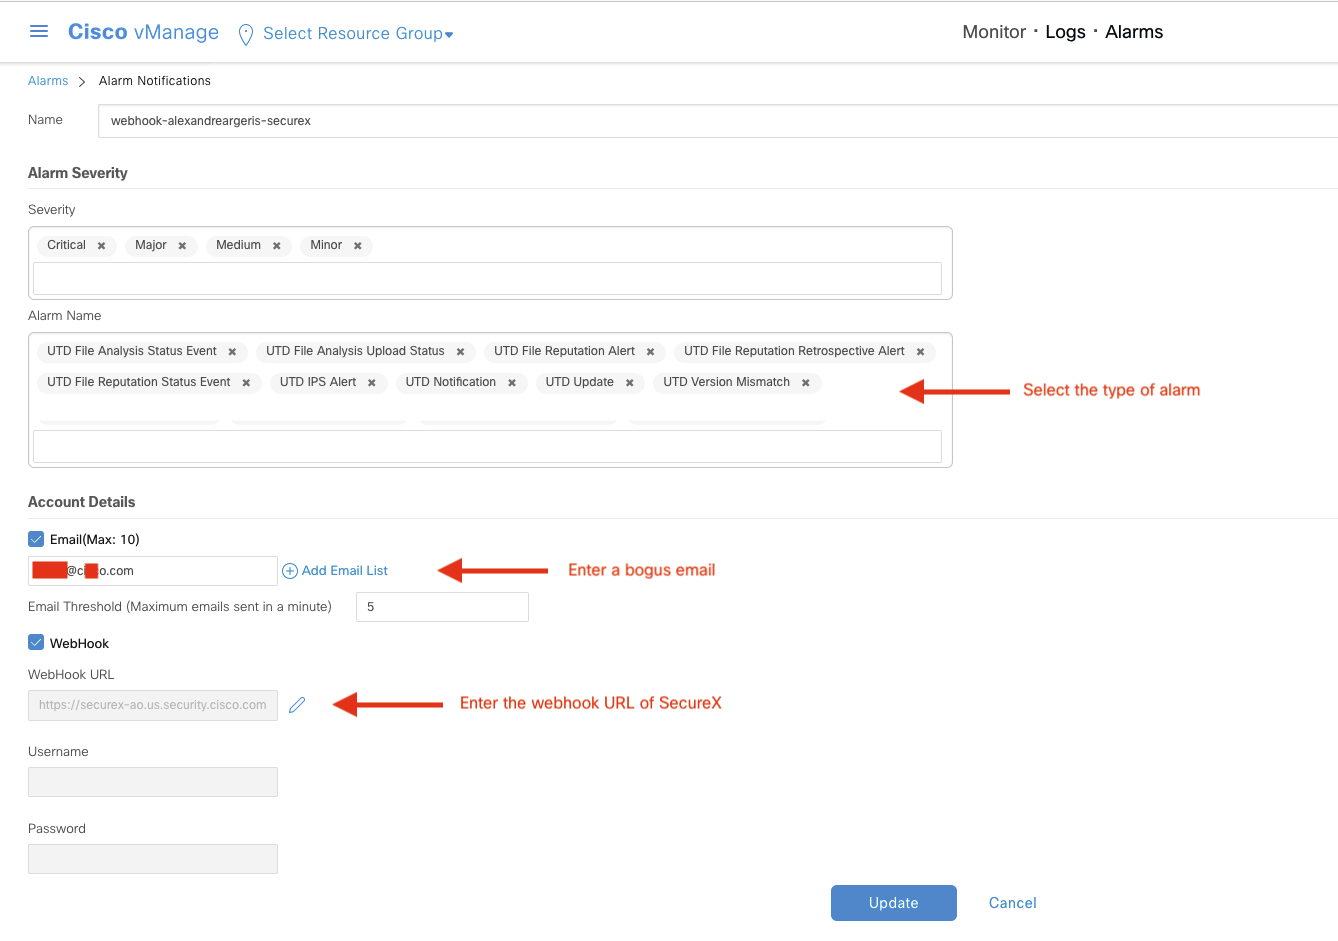 Cisco vManage Select Resource Group▾ Monitor · Logs · Alarms
Alarms > Alarm Notifications
Name webhook-alexandreargeris-securex
Alarm Severity
Severity
Critical × Major × Medium × Minor ×
Alarm Name
UTD File Analysis Status Event × UTD File Analysis Upload Status × UTD File Reputation Alert × UTD File Reputation Retrospective Alert ×
UTD File Reputation Status Event × UTD IPS Alert × UTD Notification × UTD Update × UTD Version Mismatch ×
Select the type of alarm
Account Details
Email(Max: 10)
o.com Add Email List Enter a bogus email
Email Threshold (Maximum emails sent in a minute) 5
WebHook
WebHook URL
https://securex-ao.us.security.cisco.com Enter the webhook URL of SecureX
Username
Password
Update Cancel